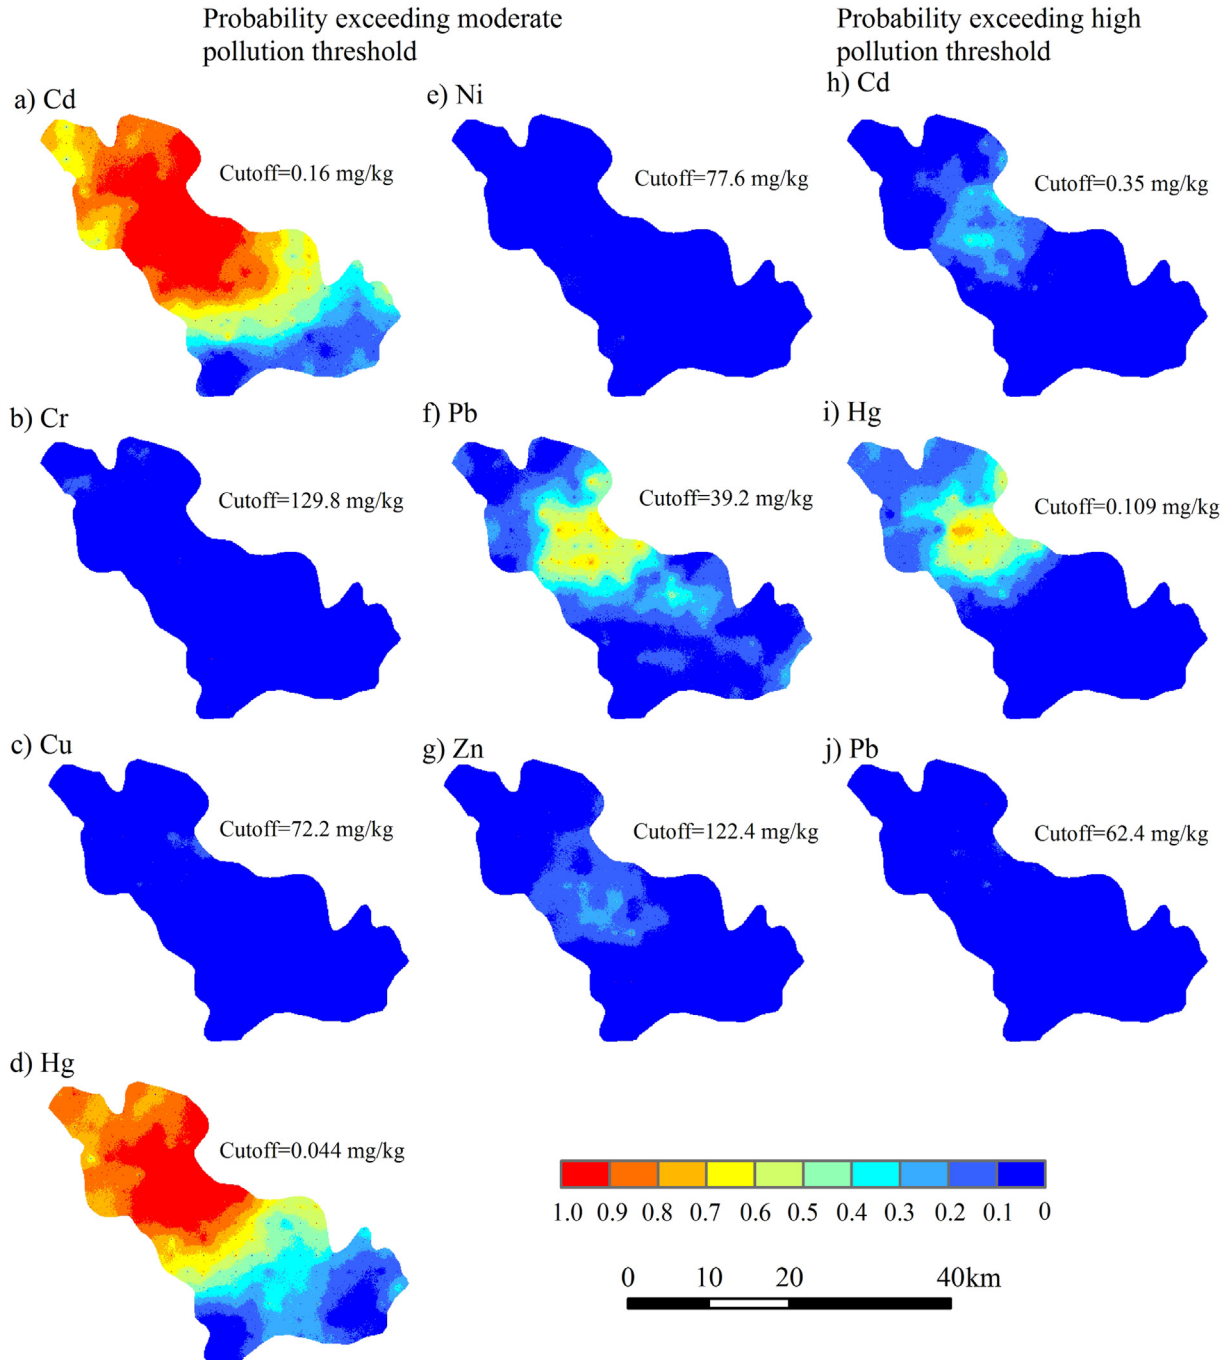 Probability exceeding moderate
pollution threshold
Probability exceeding high
pollution threshold
a) Cd
Cutoff=0.16 mg/kg
e) Ni
Cutoff=77.6 mg/kg
h) Cd
Cutoff=0.35 mg/kg
b) Cr
Cutoff=129.8 mg/kg
f) Pb
Cutoff=39.2 mg/kg
i) Hg
Cutoff=0.109 mg/kg
c) Cu
Cutoff=72.2 mg/kg
g) Zn
Cutoff=122.4 mg/kg
j) Pb
Cutoff=62.4 mg/kg
d) Hg
Cutoff=0.044 mg/kg
1.0 0.9 0.8 0.7 0.6 0.5 0.4 0.3 0.2 0.1 0
0 10 20 40km